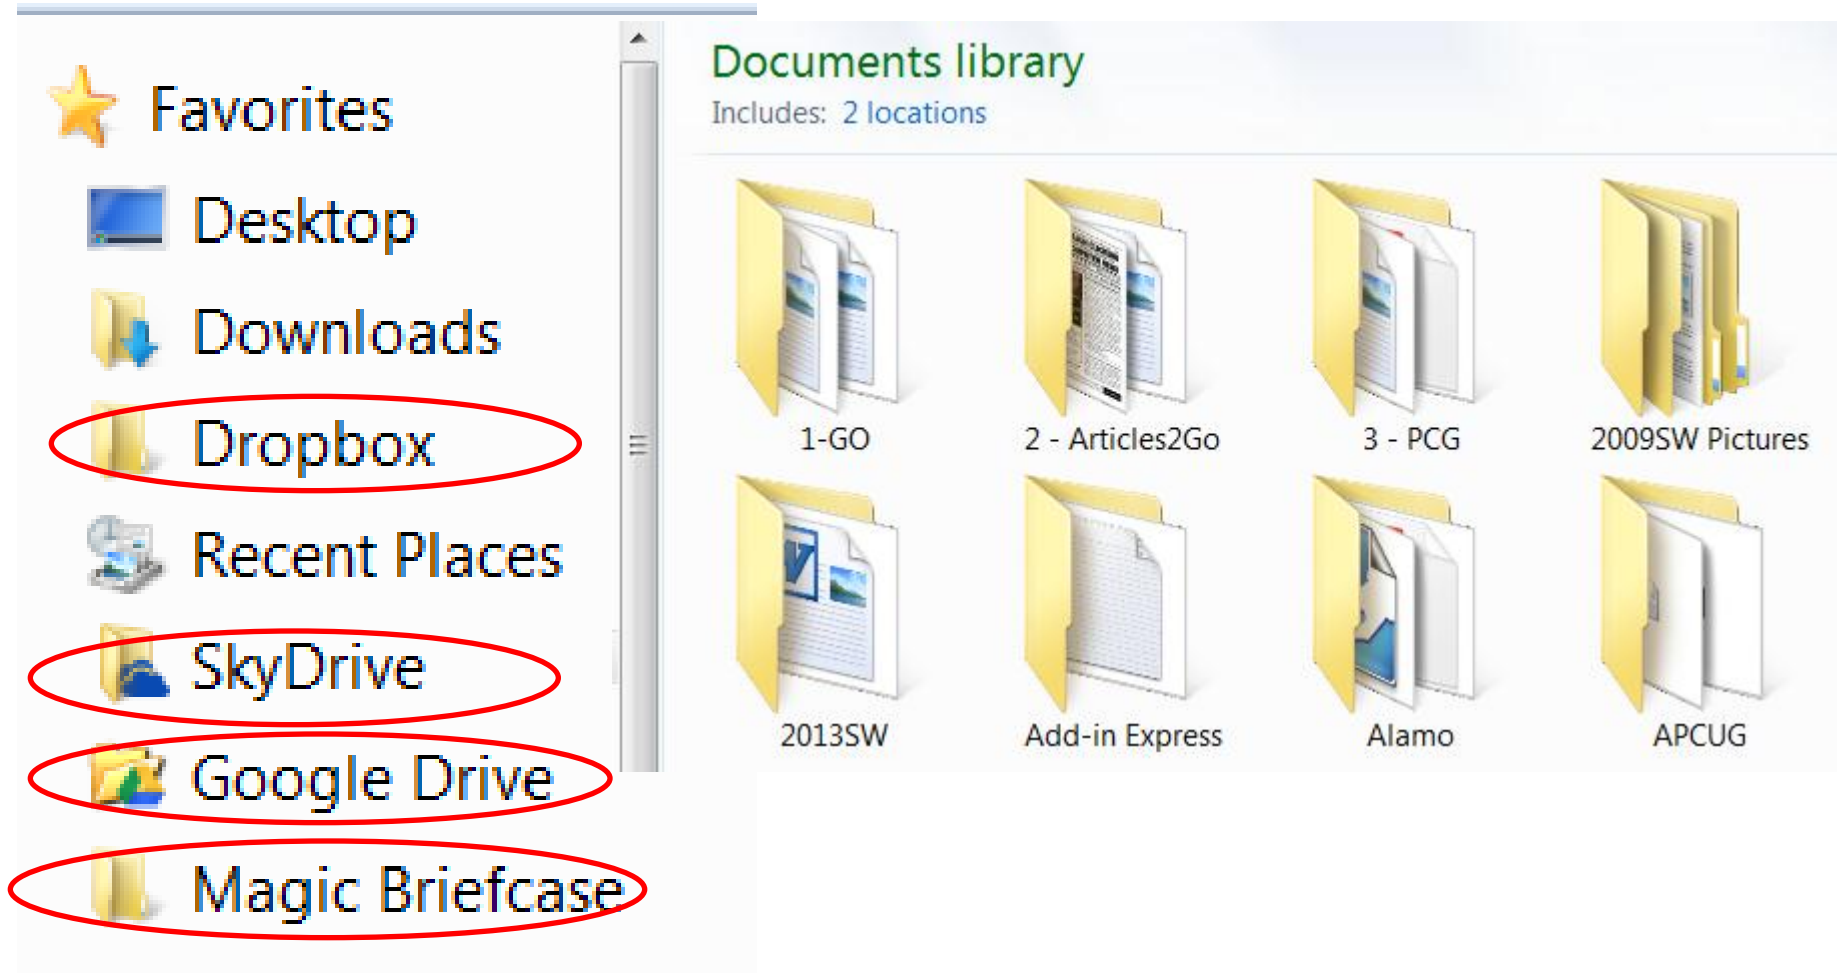 Favorites
Desktop
Downloads
Dropbox
Recent Places
SkyDrive
Google Drive
Magic Briefcase
Documents library
Includes: 2 locations
1-GO
2 - Articles2Go
3 - PCG
2009SW Pictures
2013SW
Add-in Express
Alamo
APCUG